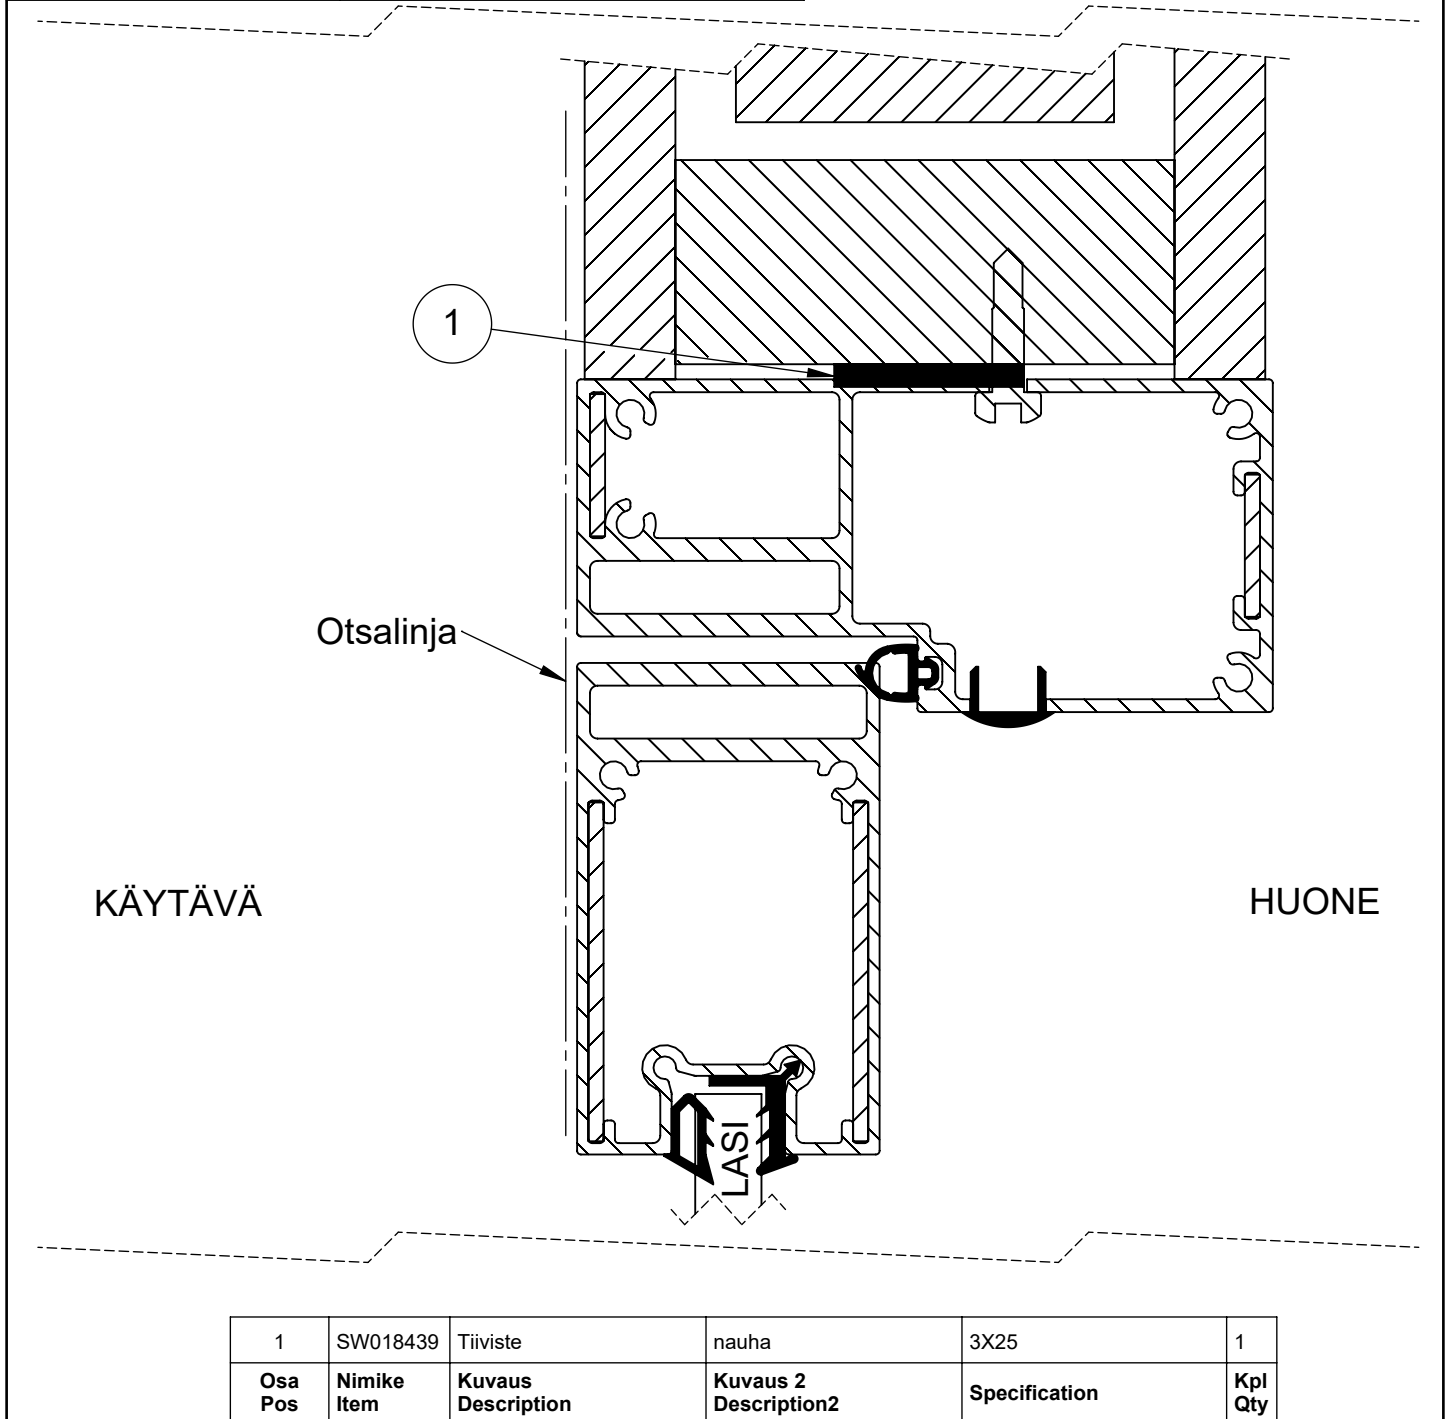 1
Otsalinja
KÄYTÄVÄ
HUONE
LASI
1 SW018439 Tiiviste nauha 3X25 1
Osa Nimike Kuvaus Kuvaus 2 Specification Kpl
Pos Item Description Description2 Qty